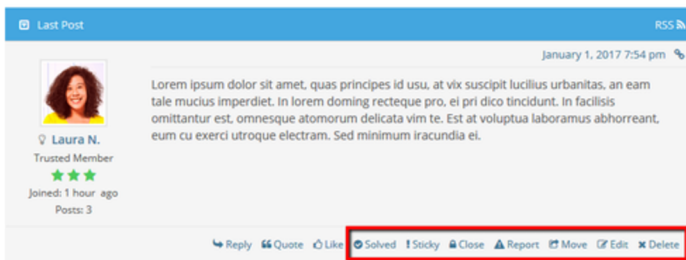 Last Post
RSS
January 1, 2017 7:54 pm
Lorem ipsum dolor sit amet, quas principes id usu, at vix suscipit lucilius urbanitas, an eam
tale mucius imperdiet. In lorem doming recteque pro, ei pri dico tincidunt. In facilisis
omittantur est, omnesque atomorum delicata vim te. Est at voluptua laboramus abhorreant,
eum cu exerci utroque electram. Sed minimum iracundia ei.
Laura N.
Trusted Member
Joined: 1 hour ago
Posts: 3
Reply Quote Like Solved Sticky Close Report Move Edit Delete